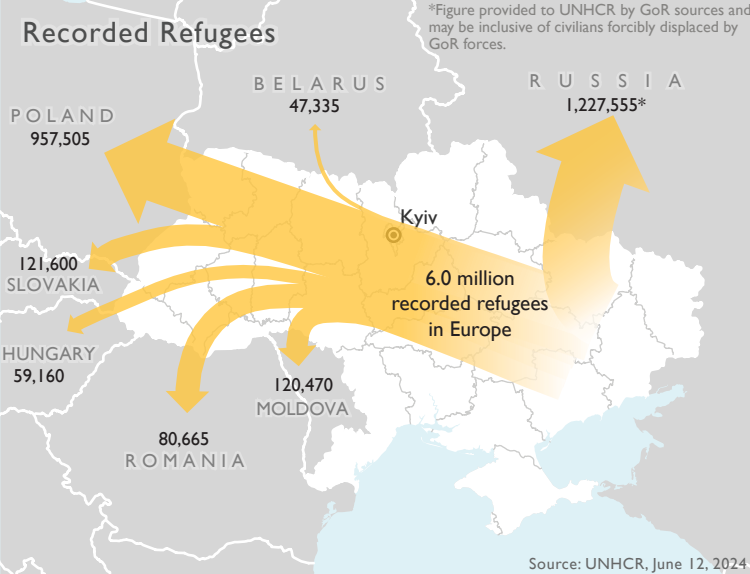 Recorded Refugees
*Figure provided to UNHCR by GoR sources and
may be inclusive of civilians forcibly displaced by
GoR forces.
BELARUS
47,335
RUSSIA
1,227,555*
POLAND
957,505
Kyiv
121,600
SLOVAKIA
6.0 million
recorded refugees
in Europe
HUNGARY
59,160
120,470
MOLDOVA
80,665
ROMANIA
Source: UNHCR, June 12, 2024